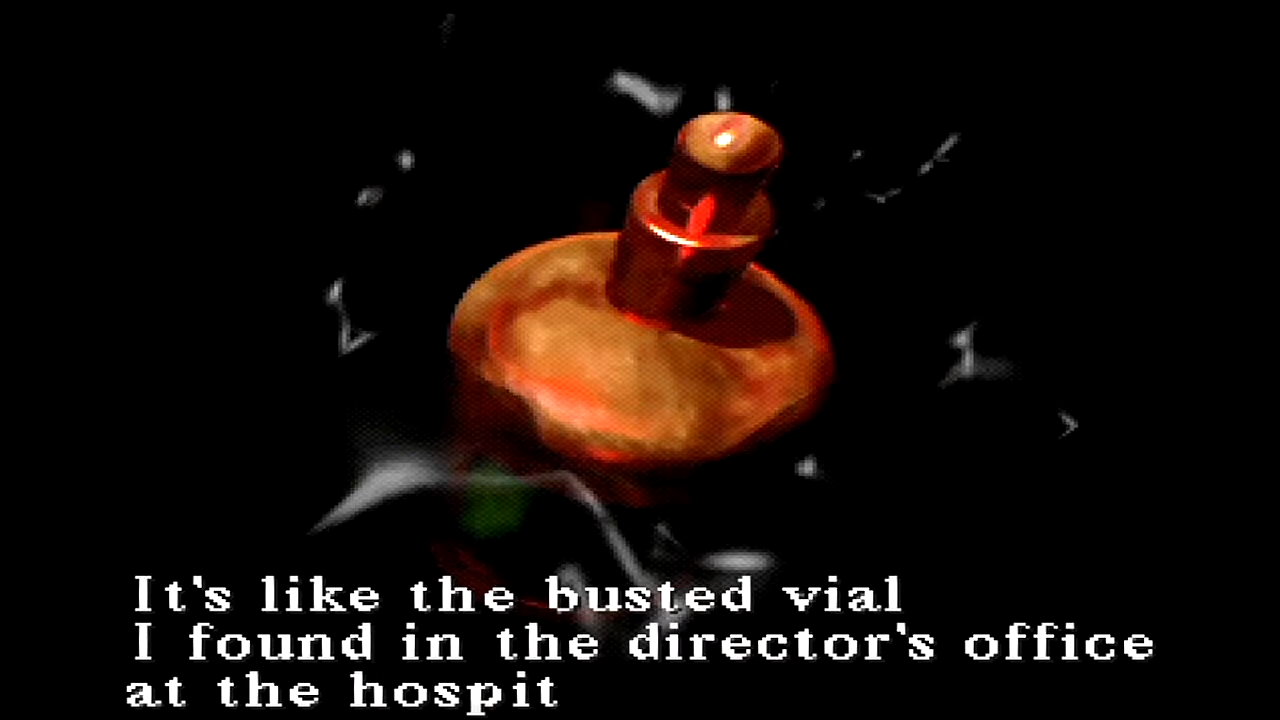 It's like the busted vial
I found in the director's office
at the hospit